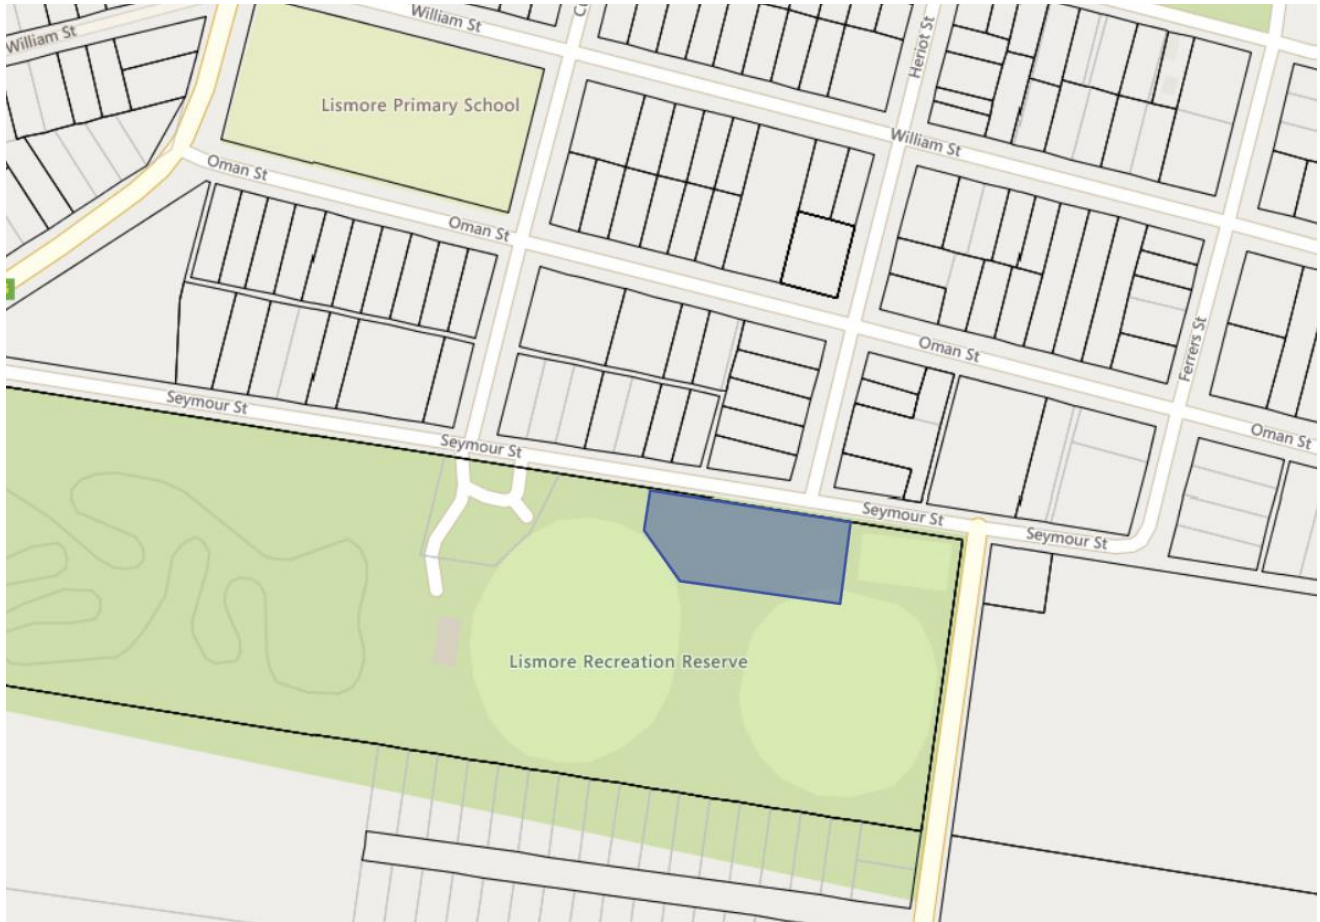 William St
William St
Heriot St
Lismore Primary School
William St
Oman St
Oman St
Oman St
Ferrers St
Seymour St
Oman St
Seymour St
Seymour St
Seymour St
Lismore Recreation Reserve